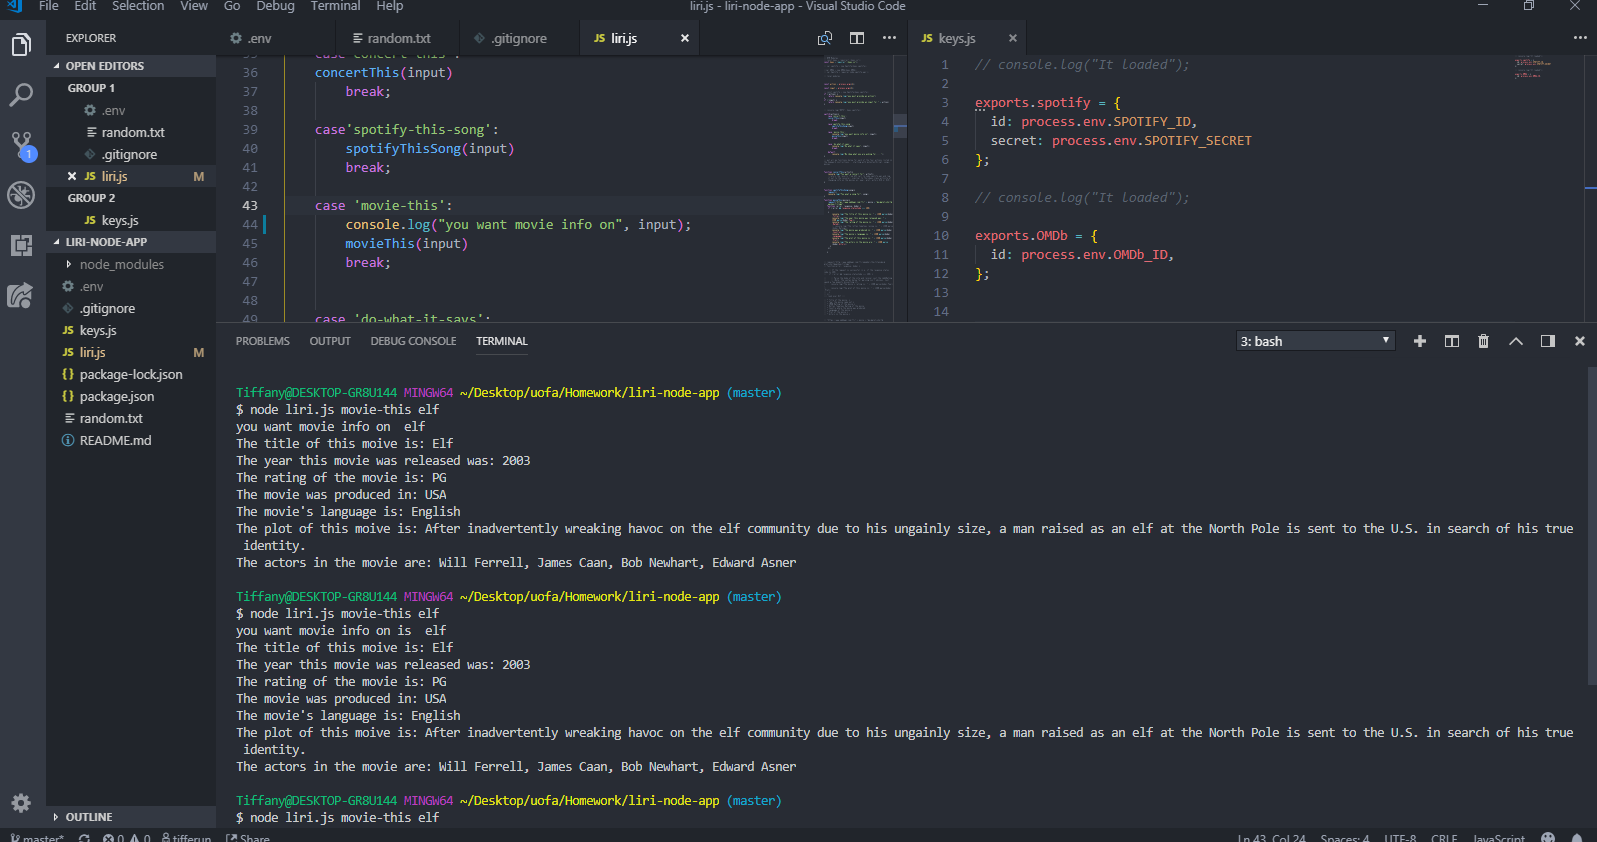 File Edit Selection View Go Debug Terminal Help
liri.js - liri-node-app - Visual Studio Code
EXPLORER
OPEN EDITORS
GROUP 1
.env
random.txt
.gitignore
liri.js M
GROUP 2
keys.js
LIRI-NODE-APP
node_modules
.env
.gitignore
keys.js
liri.js M
package-lock.json
package.json
random.txt
README.md
OUTLINE
1
.env random.txt .gitignore liri.js
35 case'concert-this':
36 concertThis(input)
37 break;
38
39 case'spotify-this-song':
40 spotifyThisSong(input)
41 break;
42
43 case 'movie-this':
44 console.log("you want movie info on", input);
45 movieThis(input)
46 break;
47
48
49 case 'do-what-it-says':
keys.js
1 // console.log("It loaded");
2
3 exports.spotify = {
4 id: process.env.SPOTIFY_ID,
5 secret: process.env.SPOTIFY_SECRET
6 };
7
8 // console.log("It loaded");
9
10 exports.OMDb = {
11 id: process.env.OMDb_ID,
12 };
13
14
PROBLEMS OUTPUT DEBUG CONSOLE TERMINAL
3: bash
Tiffany@DESKTOP-GR8U144 MINGW64 ~/Desktop/uofa/Homework/liri-node-app (master)
$ node liri.js movie-this elf
you want movie info on  elf
The title of this moive is: Elf
The year this movie was released was: 2003
The rating of the movie is: PG
The movie was produced in: USA
The movie's language is: English
The plot of this moive is: After inadvertently wreaking havoc on the elf community due to his ungainly size, a man raised as an elf at the North Pole is sent to the U.S. in search of his true
identity.
The actors in the movie are: Will Ferrell, James Caan, Bob Newhart, Edward Asner
Tiffany@DESKTOP-GR8U144 MINGW64 ~/Desktop/uofa/Homework/liri-node-app (master)
$ node liri.js movie-this elf
you want movie info on is  elf
The title of this moive is: Elf
The year this movie was released was: 2003
The rating of the movie is: PG
The movie was produced in: USA
The movie's language is: English
The plot of this moive is: After inadvertently wreaking havoc on the elf community due to his ungainly size, a man raised as an elf at the North Pole is sent to the U.S. in search of his true
identity.
The actors in the movie are: Will Ferrell, James Caan, Bob Newhart, Edward Asner
Tiffany@DESKTOP-GR8U144 MINGW64 ~/Desktop/uofa/Homework/liri-node-app (master)
$ node liri.js movie-this elf
master* 0 0 tifferup Share Ln 43, Col 24 Spaces: 4 UTF-8 CRLF JavaScript